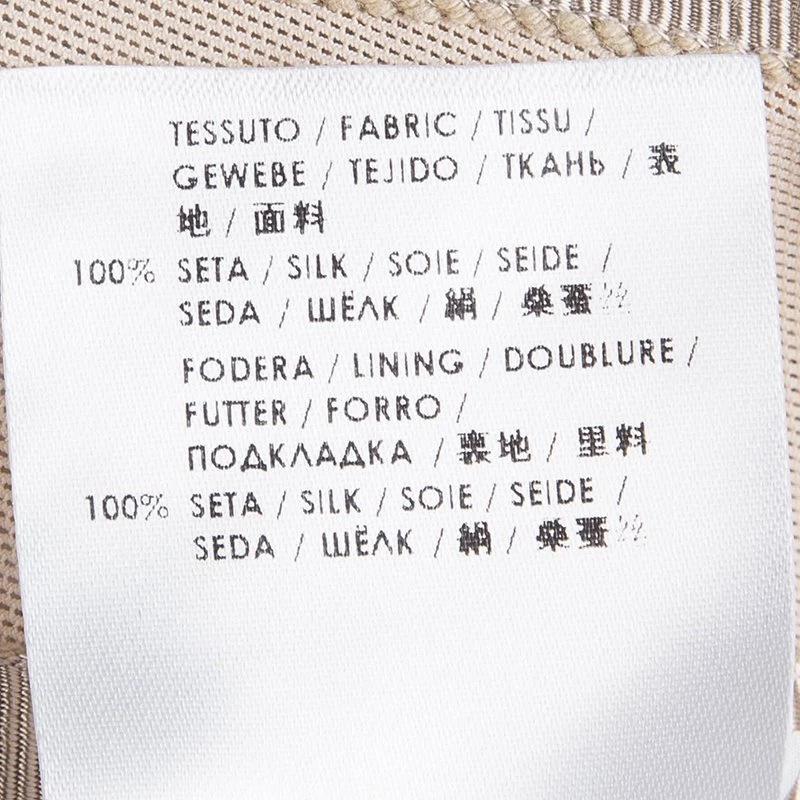 TESSUTO / FABRIC / TISSU /
GEWEBE / TEJIDO / ТКАНЬ / 表
地 / 面料
100% SETA / SILK / SOIE / SEIDE /
SEDA / ШЁЛК / 絹 / 桑蚕丝
FODERA / LINING / DOUBLURE /
FUTTER / FORRO /
ПОДКЛАДКА / 裏地 / 里料
100% SETA / SILK / SOIE / SEIDE /
SEDA / ШЁЛК / 絹 / 桑蚕丝